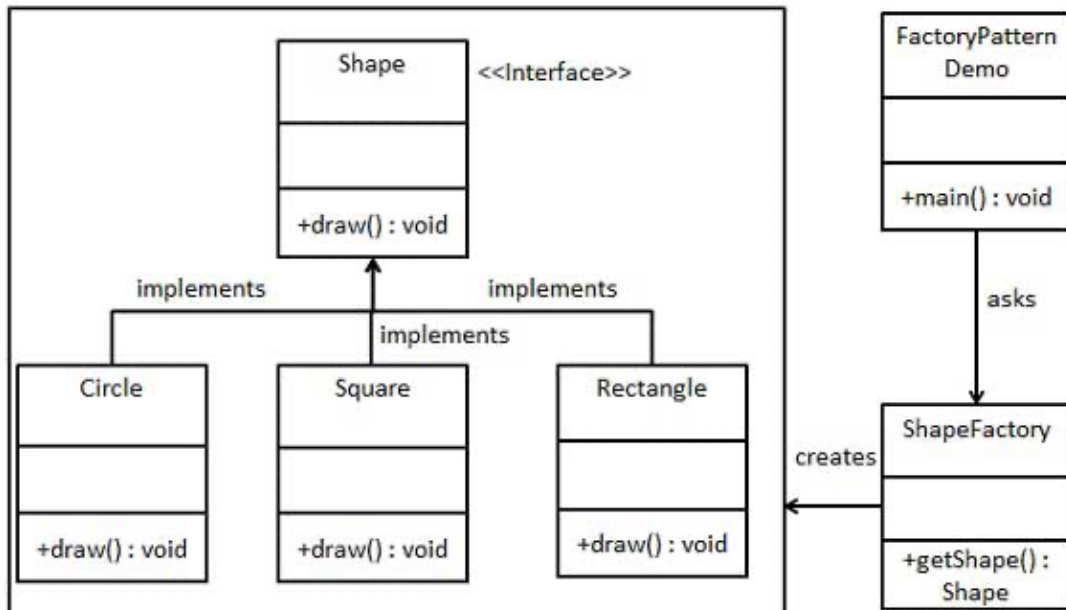 Shape
<<Interface>>
+draw() : void
implements
implements
implements
Circle
+draw() : void
Square
+draw() : void
Rectangle
+draw() : void
FactoryPattern
Demo
+main() : void
asks
ShapeFactory
creates
+getShape() :
Shape